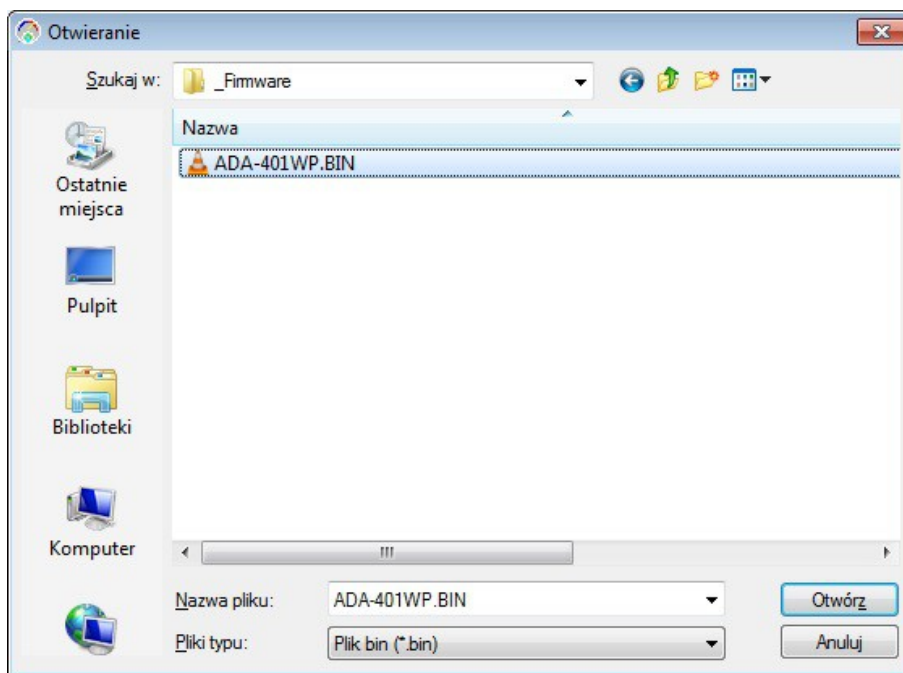 Otwieranie
Szukaj w:
_Firmware
Nazwa
ADA-401WP.BIN
Ostatnie
miejsca
Pulpit
Biblioteki
Komputer
Nazwa pliku:
ADA-401WP.BIN
Otwórz
Pliki typu:
Plik bin (*.bin)
Anuluj